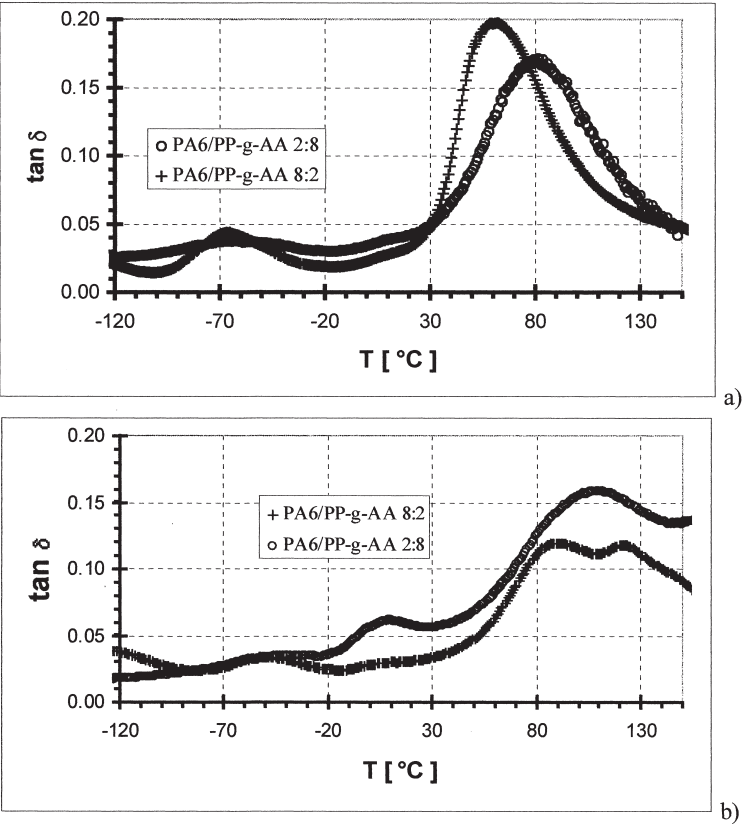 0.20
0.15
0.10
0.05
0.00
tan δ
PA6/PP-g-AA 2:8
PA6/PP-g-AA 8:2
-120 -70 -20 30 80 130
T [ °C ]
a)
0.20
0.15
0.10
0.05
0.00
tan δ
PA6/PP-g-AA 8:2
PA6/PP-g-AA 2:8
-120 -70 -20 30 80 130
T [ °C ]
b)